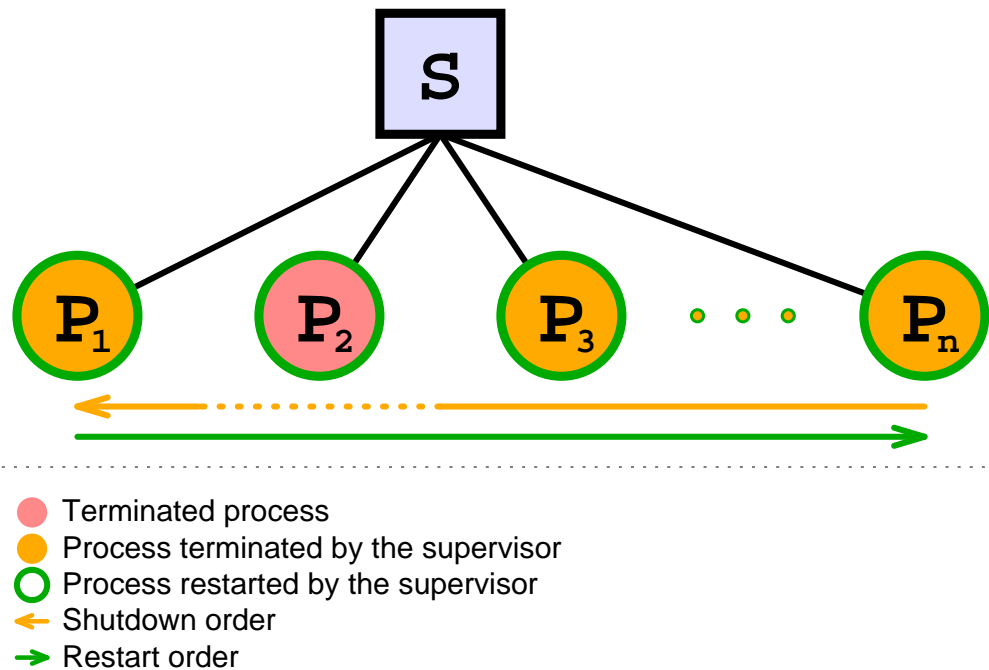 S
P1 P2 P3 Pn
Terminated process
Process terminated by the supervisor
Process restarted by the supervisor
Shutdown order
Restart order